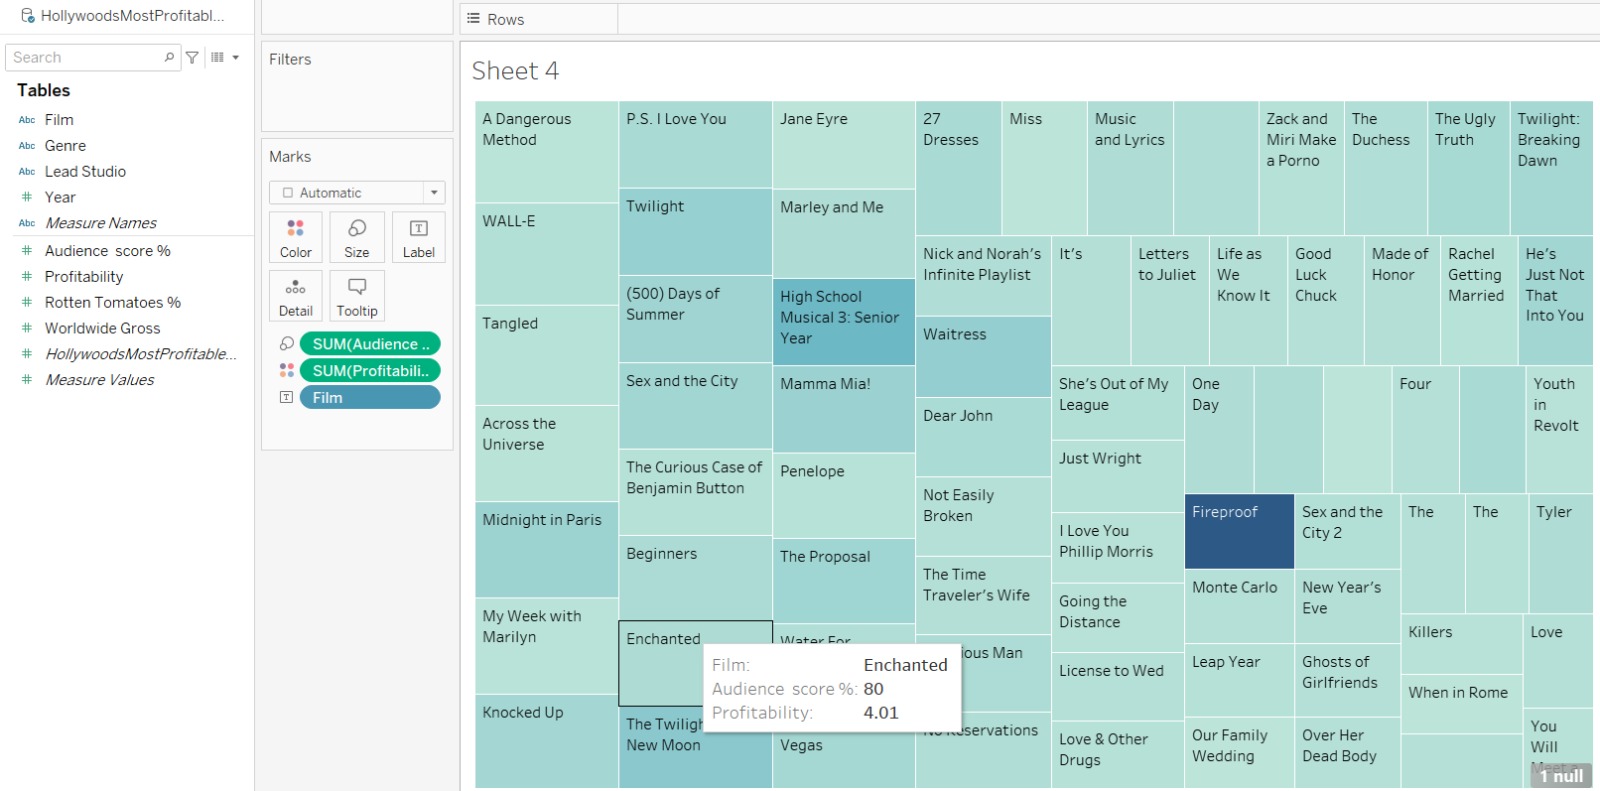 HollywoodsMostProfitabl...
Search
Tables
Abc Film
Abc Genre
Abc Lead Studio
# Year
Abc Measure Names
# Audience score %
# Profitability
# Rotten Tomatoes %
# Worldwide Gross
# HollywoodsMostProfitable...
# Measure Values
Filters
Marks
Automatic
Color
Size
T
Label
Detail
Tooltip
SUM(Audience ..
SUM(Profitabili..
T Film
Rows
Sheet 4
A Dangerous
Method
WALL-E
Tangled
Across the
Universe
Midnight in Paris
My Week with
Marilyn
Knocked Up
P.S. I Love You
Twilight
(500) Days of
Summer
Sex and the City
The Curious Case of
Benjamin Button
Beginners
Enchanted
The Twilight
New Moon
Jane Eyre
Marley and Me
High School
Musical 3: Senior
Year
Mamma Mia!
Penelope
The Proposal
Water For
Vegas
Film: Enchanted
Audience score %: 80
Profitability: 4.01
27
Dresses
Miss
Music
and Lyrics
Zack and
Miri Make
a Porno
The
Duchess
The Ugly
Truth
Twilight:
Breaking
Dawn
Nick and Norah's
Infinite Playlist
Waitress
Dear John
Not Easily
Broken
The Time
Traveler's Wife
ious Man
No Reservations
It's
Letters
to Juliet
Life as
We
Know It
Good
Luck
Chuck
Made of
Honor
Rachel
Getting
Married
He's
Just Not
That
Into You
She's Out of My
League
Just Wright
I Love You
Phillip Morris
Going the
Distance
License to Wed
Love & Other
Drugs
One
Day
Four
Youth
in
Revolt
Fireproof
Monte Carlo
Leap Year
Our Family
Wedding
Sex and the
City 2
New Year's
Eve
Ghosts of
Girlfriends
Over Her
Dead Body
The
The
Tyler
Killers
When in Rome
Love
You
Will
Meet a
1 null